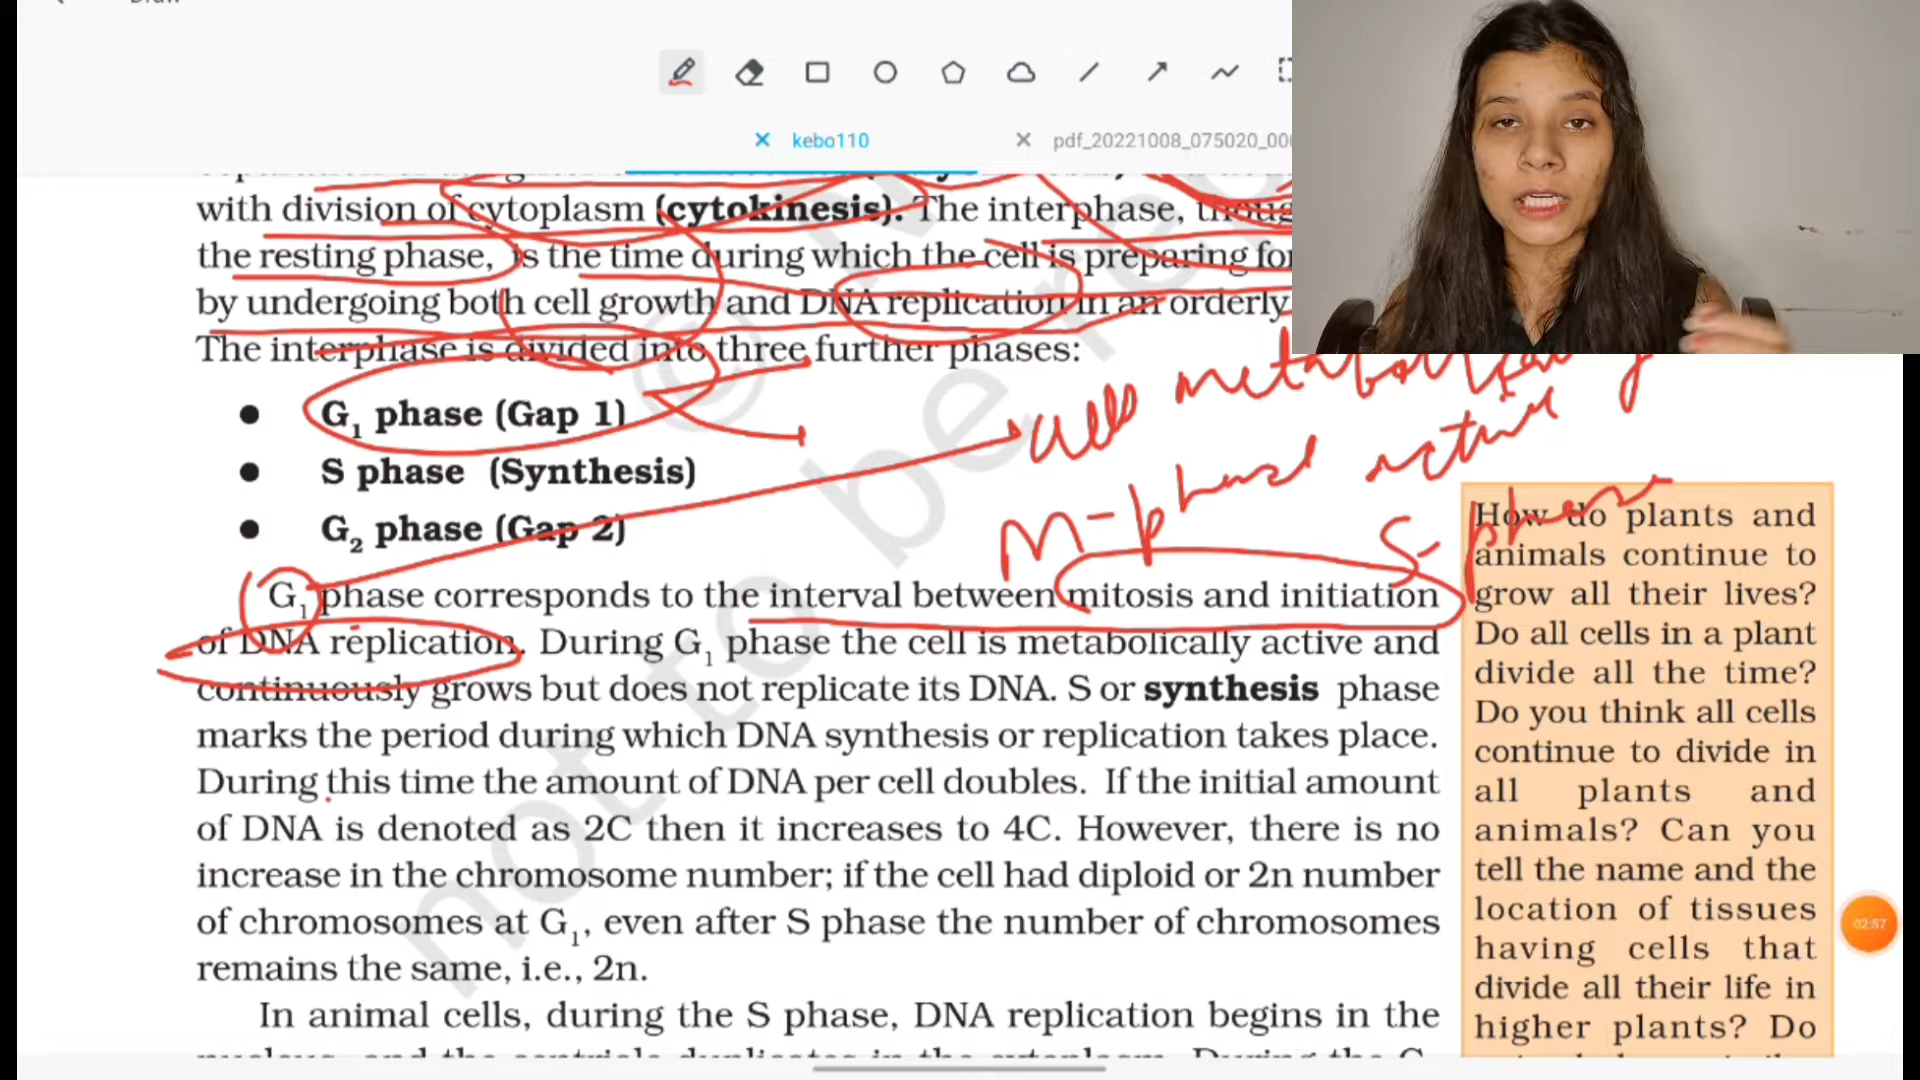 kebo110
pdf_20221008_075020_00
with division of cytoplasm (cytokinesis). The interphase,
the resting phase, is the time during which the cell is preparing for
by undergoing both cell growth and DNA replication in an orderly
The interphase is divided into three further phases:
● G₁ phase (Gap 1)
● S phase (Synthesis)
● G₂ phase (Gap 2)
cells
M-phase active
S-phase
G₁ phase corresponds to the interval between mitosis and initiation
of DNA replication. During G₁ phase the cell is metabolically active and
continuously grows but does not replicate its DNA. S or synthesis phase
marks the period during which DNA synthesis or replication takes place.
During this time the amount of DNA per cell doubles. If the initial amount
of DNA is denoted as 2C then it increases to 4C. However, there is no
increase in the chromosome number; if the cell had diploid or 2n number
of chromosomes at G₁, even after S phase the number of chromosomes
remains the same, i.e., 2n.
In animal cells, during the S phase, DNA replication begins in the
How do plants and
animals continue to
grow all their lives?
Do all cells in a plant
divide all the time?
Do you think all cells
continue to divide in
all plants and
animals? Can you
tell the name and the
location of tissues
having cells that
divide all their life in
higher plants? Do
02:57
not to be re